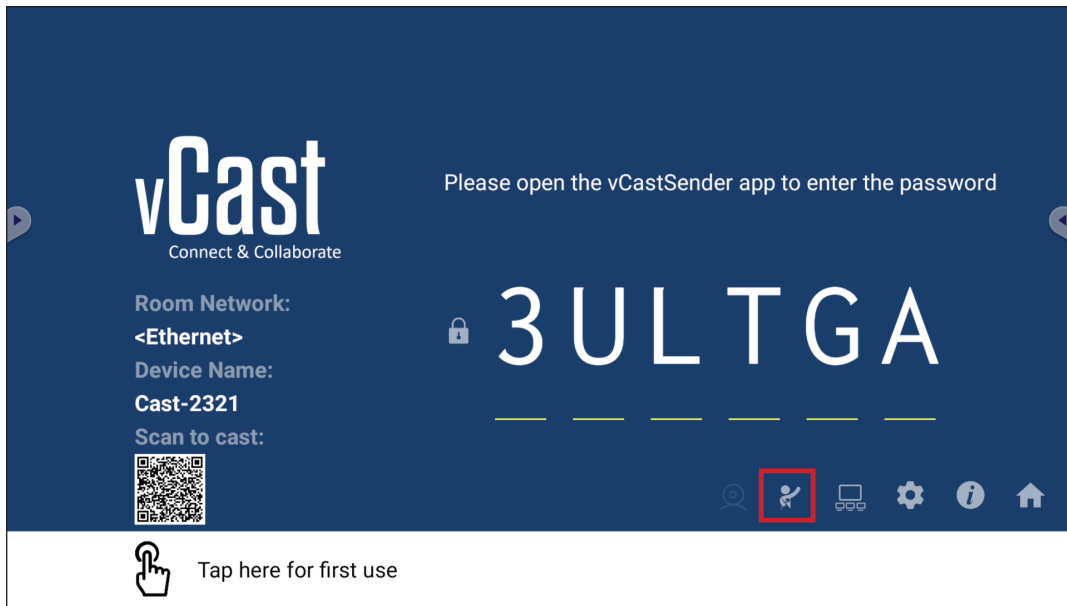 vCast
Connect & Collaborate
Please open the vCastSender app to enter the password
Room Network:
<Ethernet>
Device Name:
Cast-2321
Scan to cast:
3ULTGA
Tap here for first use